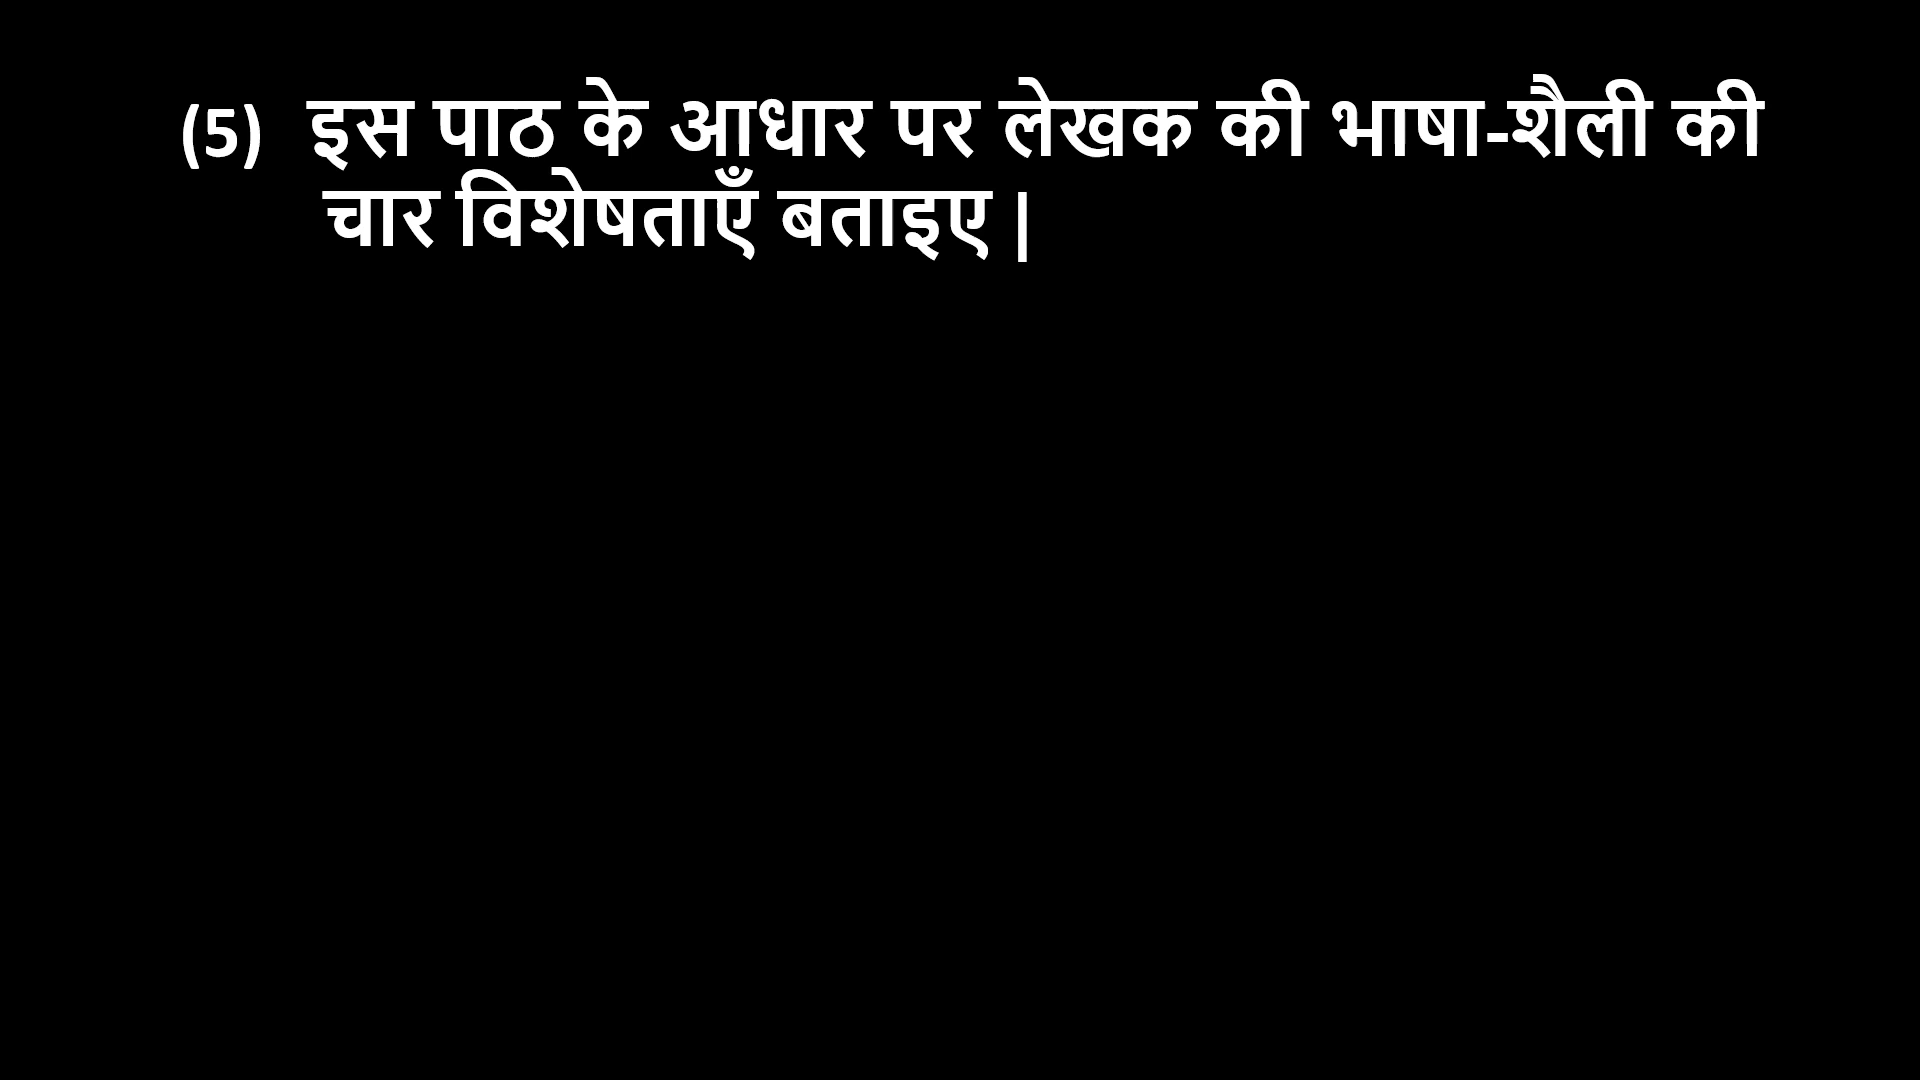 (5) इस पाठ के आधार पर लेखक की भाषा-शैली की
चार विशेषताएँ बताइए |